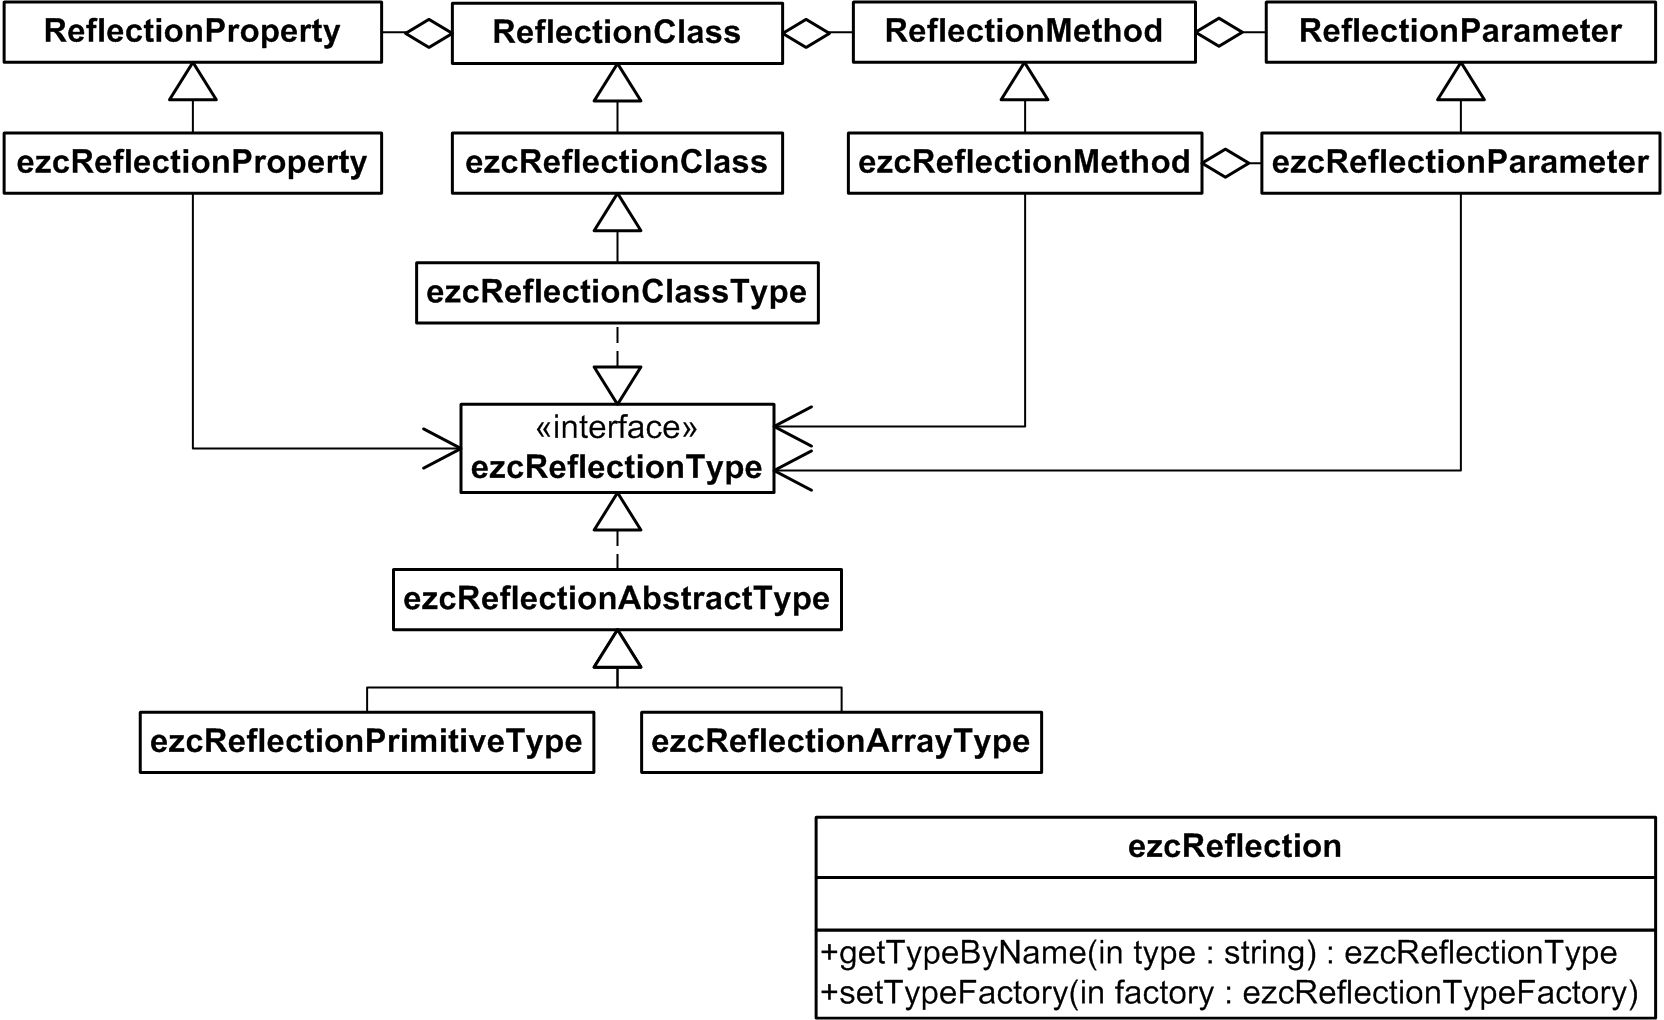 ReflectionProperty
ReflectionClass
ReflectionMethod
ReflectionParameter
ezcReflectionProperty
ezcReflectionClass
ezcReflectionMethod
ezcReflectionParameter
ezcReflectionClassType
«interface»
ezcReflectionType
ezcReflectionAbstractType
ezcReflectionPrimitiveType
ezcReflectionArrayType
ezcReflection
+getTypeByName(in type : string) : ezcReflectionType
+setTypeFactory(in factory : ezcReflectionTypeFactory)